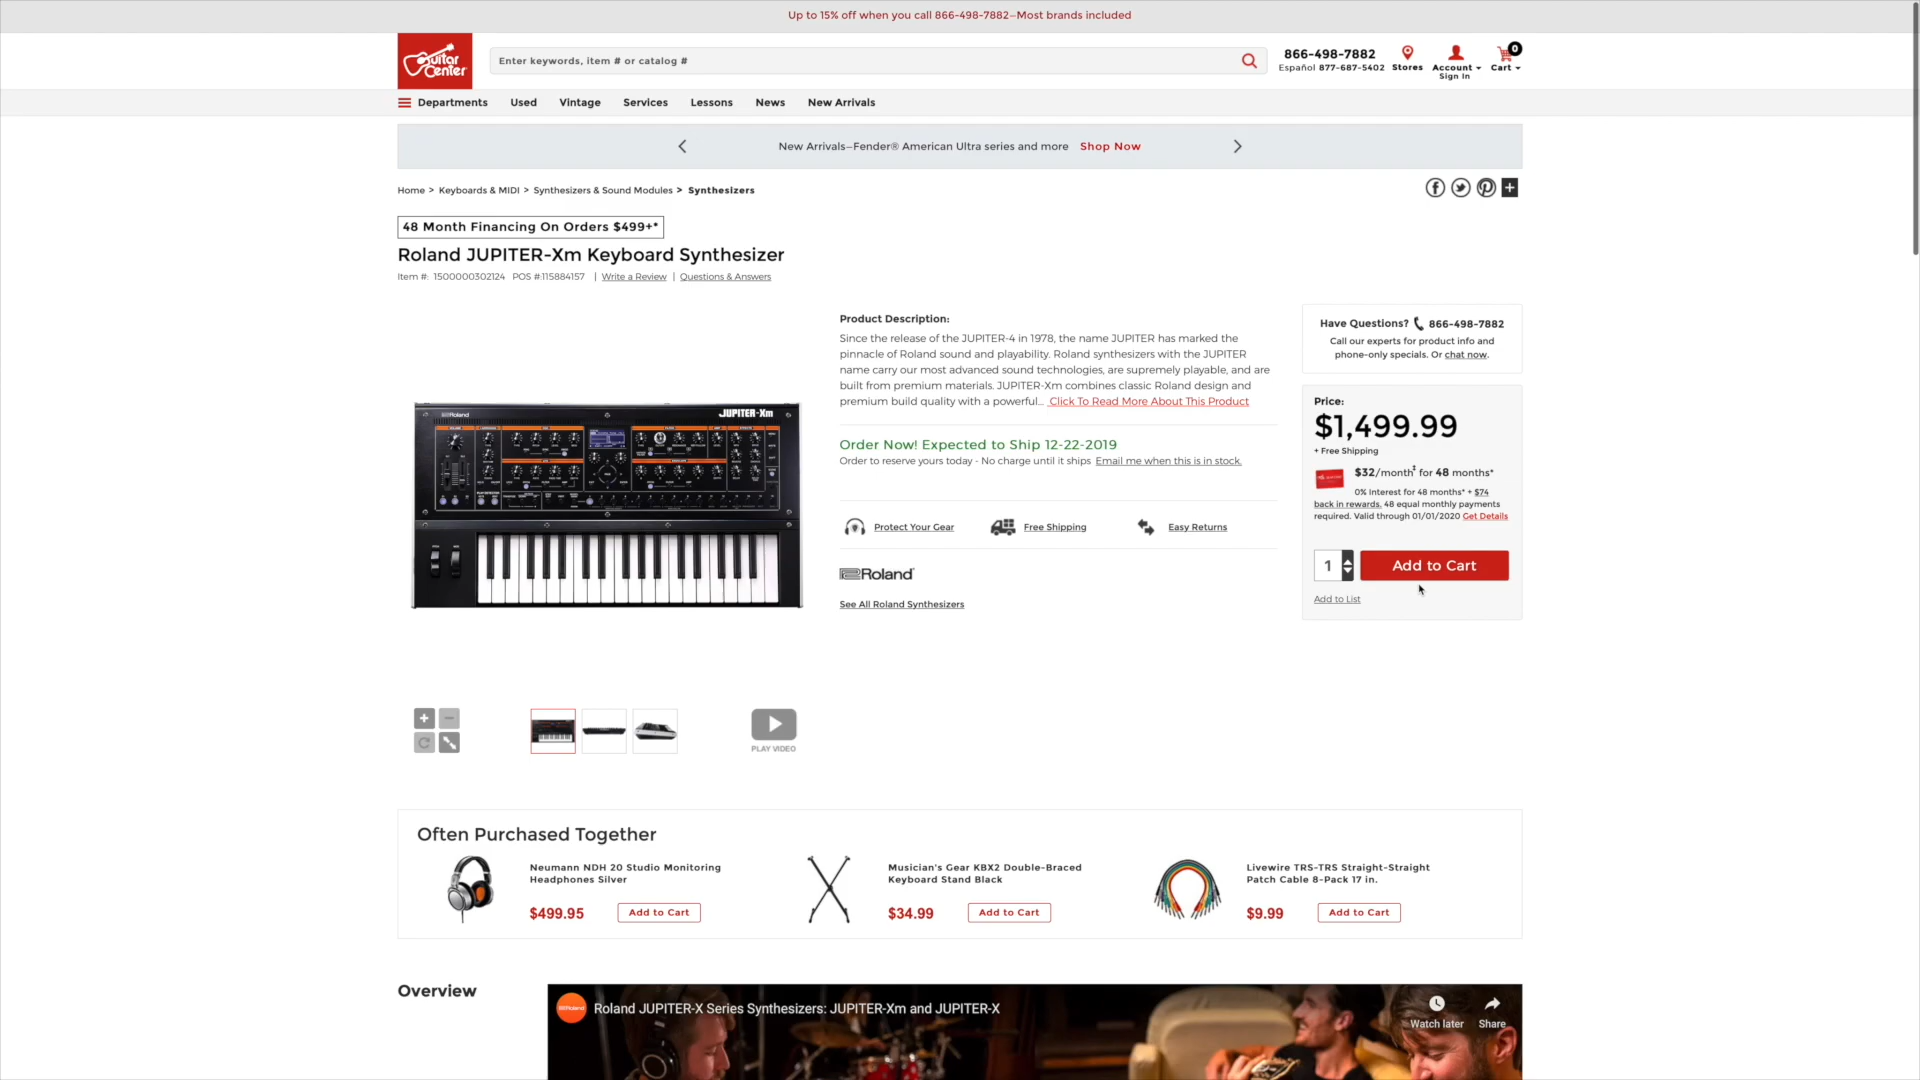 Up to 15% off when you call 866-498-7882—Most brands included
Guitar Center
Enter keywords, item # or catalog #
866-498-7882
Español 877-687-5402
Stores
Account
Sign In
0
Cart
Departments
Used
Vintage
Services
Lessons
News
New Arrivals
New Arrivals—Fender® American Ultra series and more Shop Now
Home > Keyboards & MIDI > Synthesizers & Sound Modules > Synthesizers
48 Month Financing On Orders $499+*
Roland JUPITER-Xm Keyboard Synthesizer
Item #: 1500000302124 POS #:115884157 | Write a Review | Questions & Answers
Roland
JUPITER-Xm
PLAY VIDEO
Product Description:
Since the release of the JUPITER-4 in 1978, the name JUPITER has marked the
pinnacle of Roland sound and playability. Roland synthesizers with the JUPITER
name carry our most advanced sound technologies, are supremely playable, and are
built from premium materials. JUPITER-Xm combines classic Roland design and
premium build quality with a powerful... Click To Read More About This Product
Order Now! Expected to Ship 12-22-2019
Order to reserve yours today - No charge until it ships Email me when this is in stock.
Protect Your Gear
Free Shipping
Easy Returns
Roland
See All Roland Synthesizers
Have Questions? 866-498-7882
Call our experts for product info and
phone-only specials. Or chat now.
Price:
$1,499.99
+ Free Shipping
$32/month‡ for 48 months*
0% Interest for 48 months* + $74
back in rewards. 48 equal monthly payments
required. Valid through 01/01/2020 Get Details
1
Add to Cart
Add to List
Often Purchased Together
Neumann NDH 20 Studio Monitoring
Headphones Silver
$499.95
Add to Cart
Musician's Gear KBX2 Double-Braced
Keyboard Stand Black
$34.99
Add to Cart
Livewire TRS-TRS Straight-Straight
Patch Cable 8-Pack 17 in.
$9.99
Add to Cart
Overview
Roland
Roland JUPITER-X Series Synthesizers: JUPITER-Xm and JUPITER-X
Watch later
Share